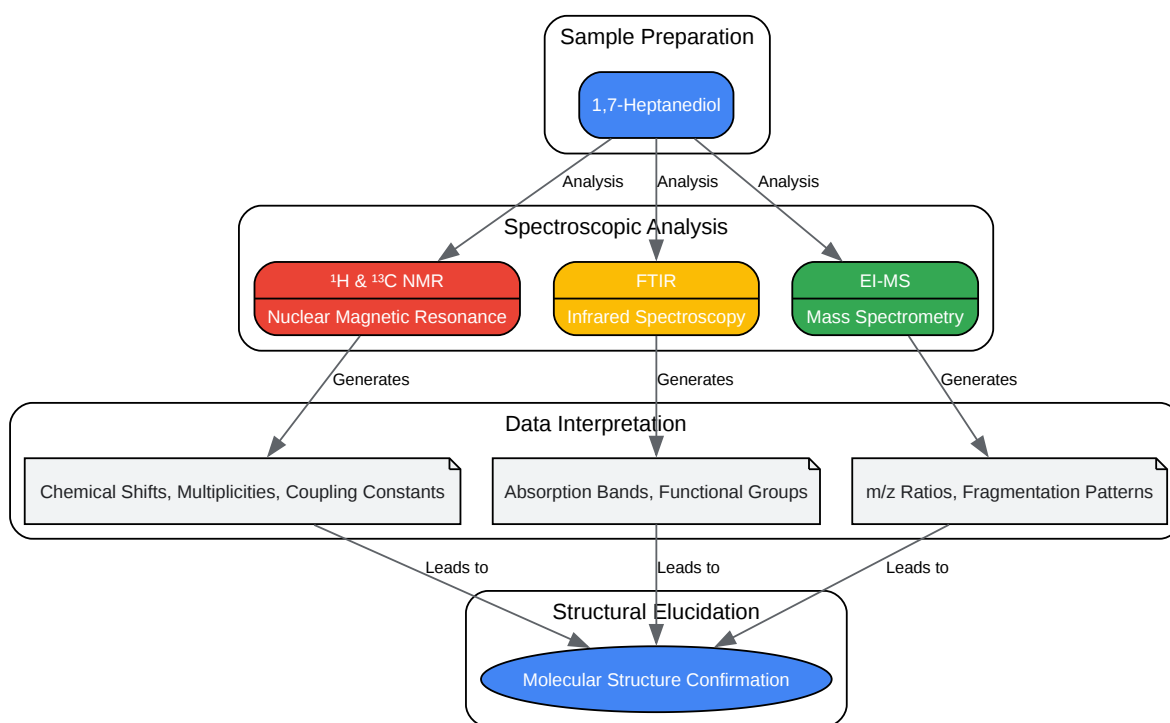 Sample Preparation
1,7-Heptanediol
Analysis
Analysis
Analysis
Spectroscopic Analysis
¹H & ¹³C NMR
Nuclear Magnetic Resonance
FTIR
Infrared Spectroscopy
EI-MS
Mass Spectrometry
Generates
Generates
Generates
Data Interpretation
Chemical Shifts, Multiplicities, Coupling Constants
Absorption Bands, Functional Groups
m/z Ratios, Fragmentation Patterns
Leads to
Leads to
Leads to
Structural Elucidation
Molecular Structure Confirmation